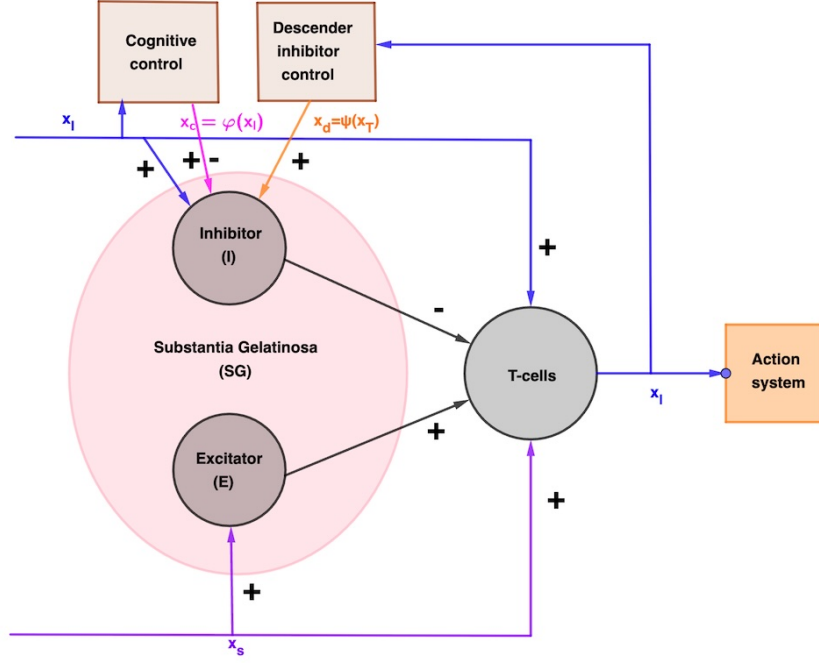 Cognitive
control
Descender
inhibitor
control
x_l
x_c = φ(x_l)
x_d=ψ(x_T)
+
+ -
+
+
Inhibitor
(I)
-
Substantia Gelatinosa
(SG)
T-cells
Action
system
x_l
Excitator
(E)
+
+
+
x_s